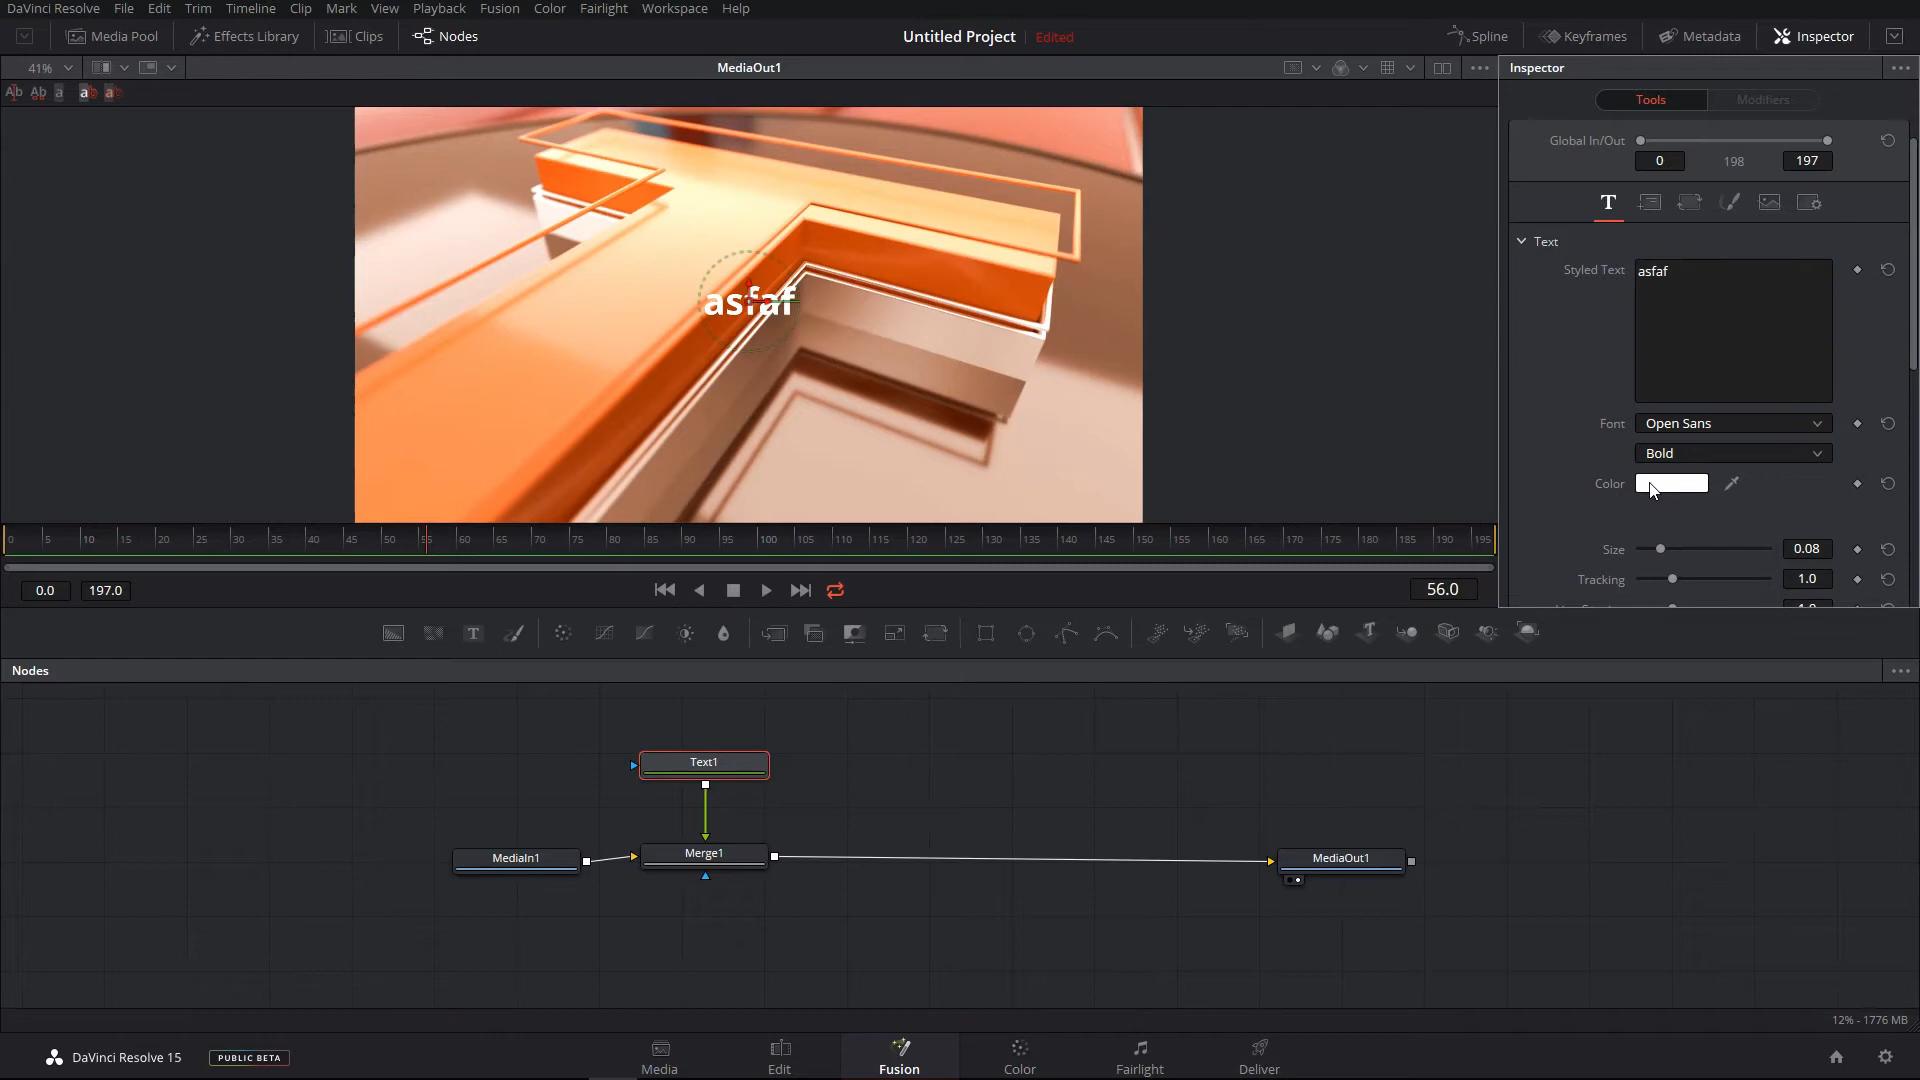 DaVinci Resolve File Edit Trim Timeline Clip Mark View Playback Fusion Color Fairlight Workspace Help
Media Pool Effects Library Clips Nodes Untitled Project Edited Spline Keyframes Metadata Inspector
41% MediaOut1 Inspector
Tools Modifiers
Global In/Out
0 198 197
T
Text
Styled Text asfaf
asfaf
Font Open Sans
Bold
Color
0 5 10 15 20 25 30 35 40 45 50 55 60 65 70 75 80 85 90 95 100 105 110 115 120 125 130 135 140 145 150 155 160 165 170 175 180 185 190 195
Size 0.08
Tracking 1.0
0.0 197.0 56.0
Nodes
Text1
MediaIn1 Merge1 MediaOut1
12% - 1776 MB
DaVinci Resolve 15 PUBLIC BETA
Media Edit Fusion Color Fairlight Deliver